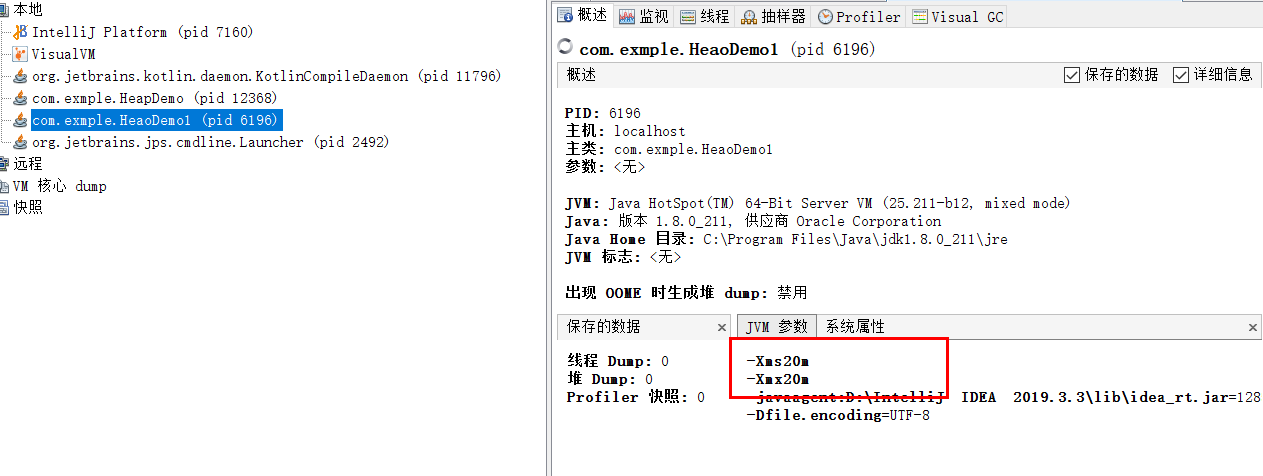 本地
IntelliJ Platform (pid 7160)
VisualVM
org.jetbrains.kotlin.daemon.KotlinCompileDaemon (pid 11796)
com.exmple.HeapDemo (pid 12368)
com.exmple.HeaoDemo1 (pid 6196)
org.jetbrains.jps.cmdline.Launcher (pid 2492)
远程
VM 核心 dump
快照
概述 监视 线程 抽样器 Profiler Visual GC
com.exmple.HeaoDemo1 (pid 6196)
概述 保存的数据 详细信息
PID: 6196
主机: localhost
主类: com.exmple.HeaoDemo1
参数: <无>
JVM: Java HotSpot(TM) 64-Bit Server VM (25.211-b12, mixed mode)
Java: 版本 1.8.0_211, 供应商 Oracle Corporation
Java Home 目录: C:\Program Files\Java\jdk1.8.0_211\jre
JVM 标志: <无>
出现 OOME 时生成堆 dump: 禁用
保存的数据
线程 Dump: 0
堆 Dump: 0
Profiler 快照: 0
JVM 参数 系统属性
-Xms20m
-Xmx20m
-javaagent:D:\IntelliJ IDEA 2019.3.3\lib\idea_rt.jar=128
-Dfile.encoding=UTF-8